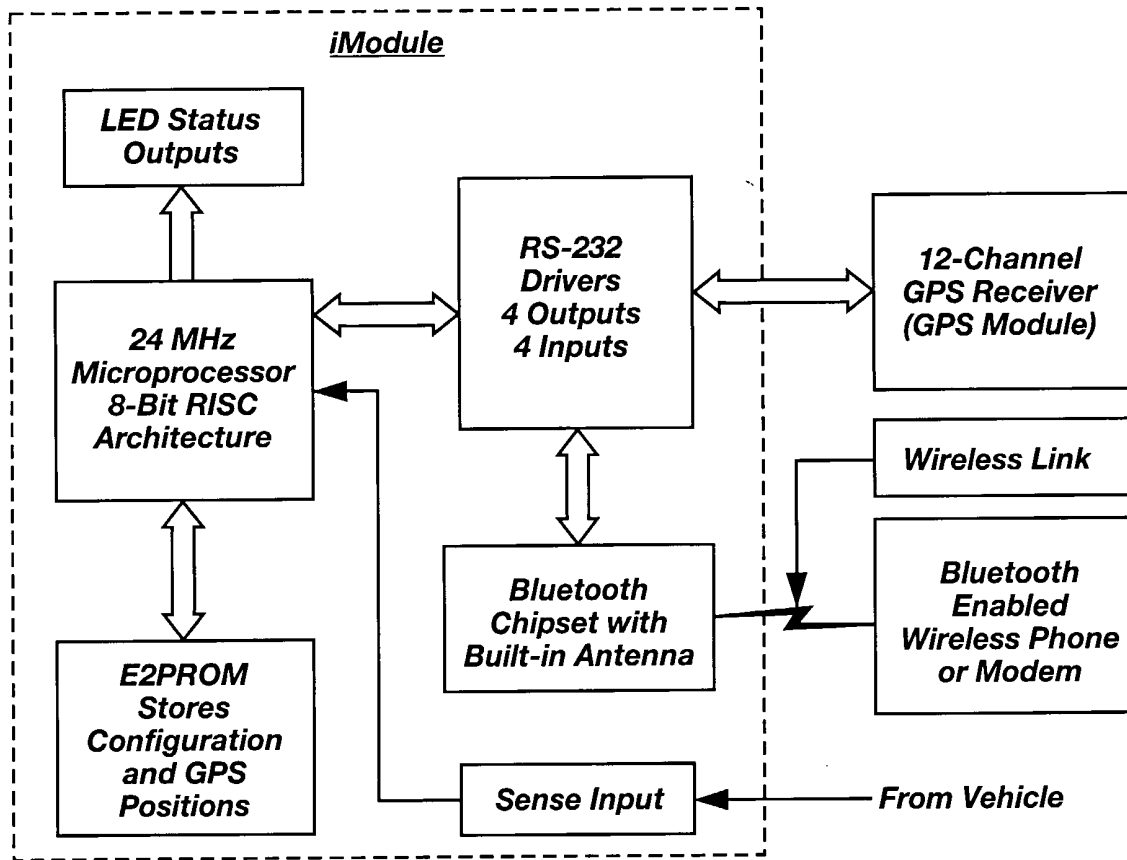 iModule
LED Status
Outputs
24 MHz
Microprocessor
8-Bit RISC
Architecture
E2PROM
Stores
Configuration
and GPS
Positions
RS-232
Drivers
4 Outputs
4 Inputs
Bluetooth
Chipset with
Built-in Antenna
Sense Input
12-Channel
GPS Receiver
(GPS Module)
Wireless Link
Bluetooth
Enabled
Wireless Phone
or Modem
From Vehicle